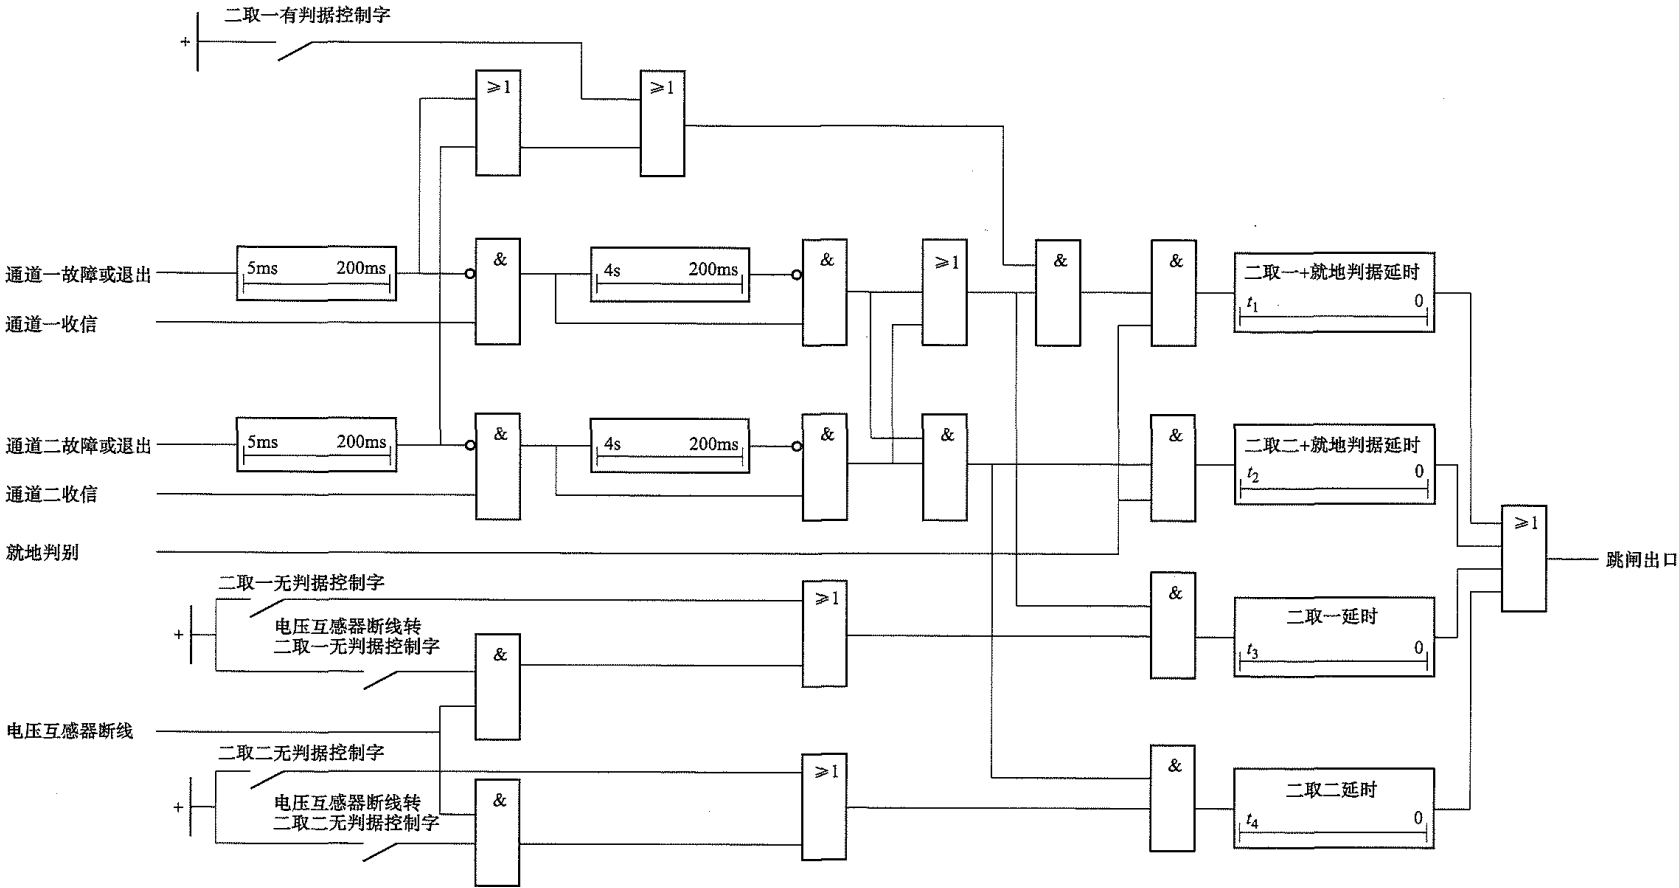 二取一有判据控制字
+
≥1
≥1
通道一故障或退出
5ms 200ms
&
4s 200ms
&
≥1
&
&
二取一+就地判据延时
t1 0
通道一收信
通道二故障或退出
5ms 200ms
&
4s 200ms
&
&
&
二取二+就地判据延时
t2 0
通道二收信
就地判别
≥1
跳闸出口
二取一无判据控制字
+
电压互感器断线转
二取一无判据控制字
&
≥1
&
二取一延时
t3 0
电压互感器断线
二取二无判据控制字
+
电压互感器断线转
二取二无判据控制字
&
≥1
&
二取二延时
t4 0